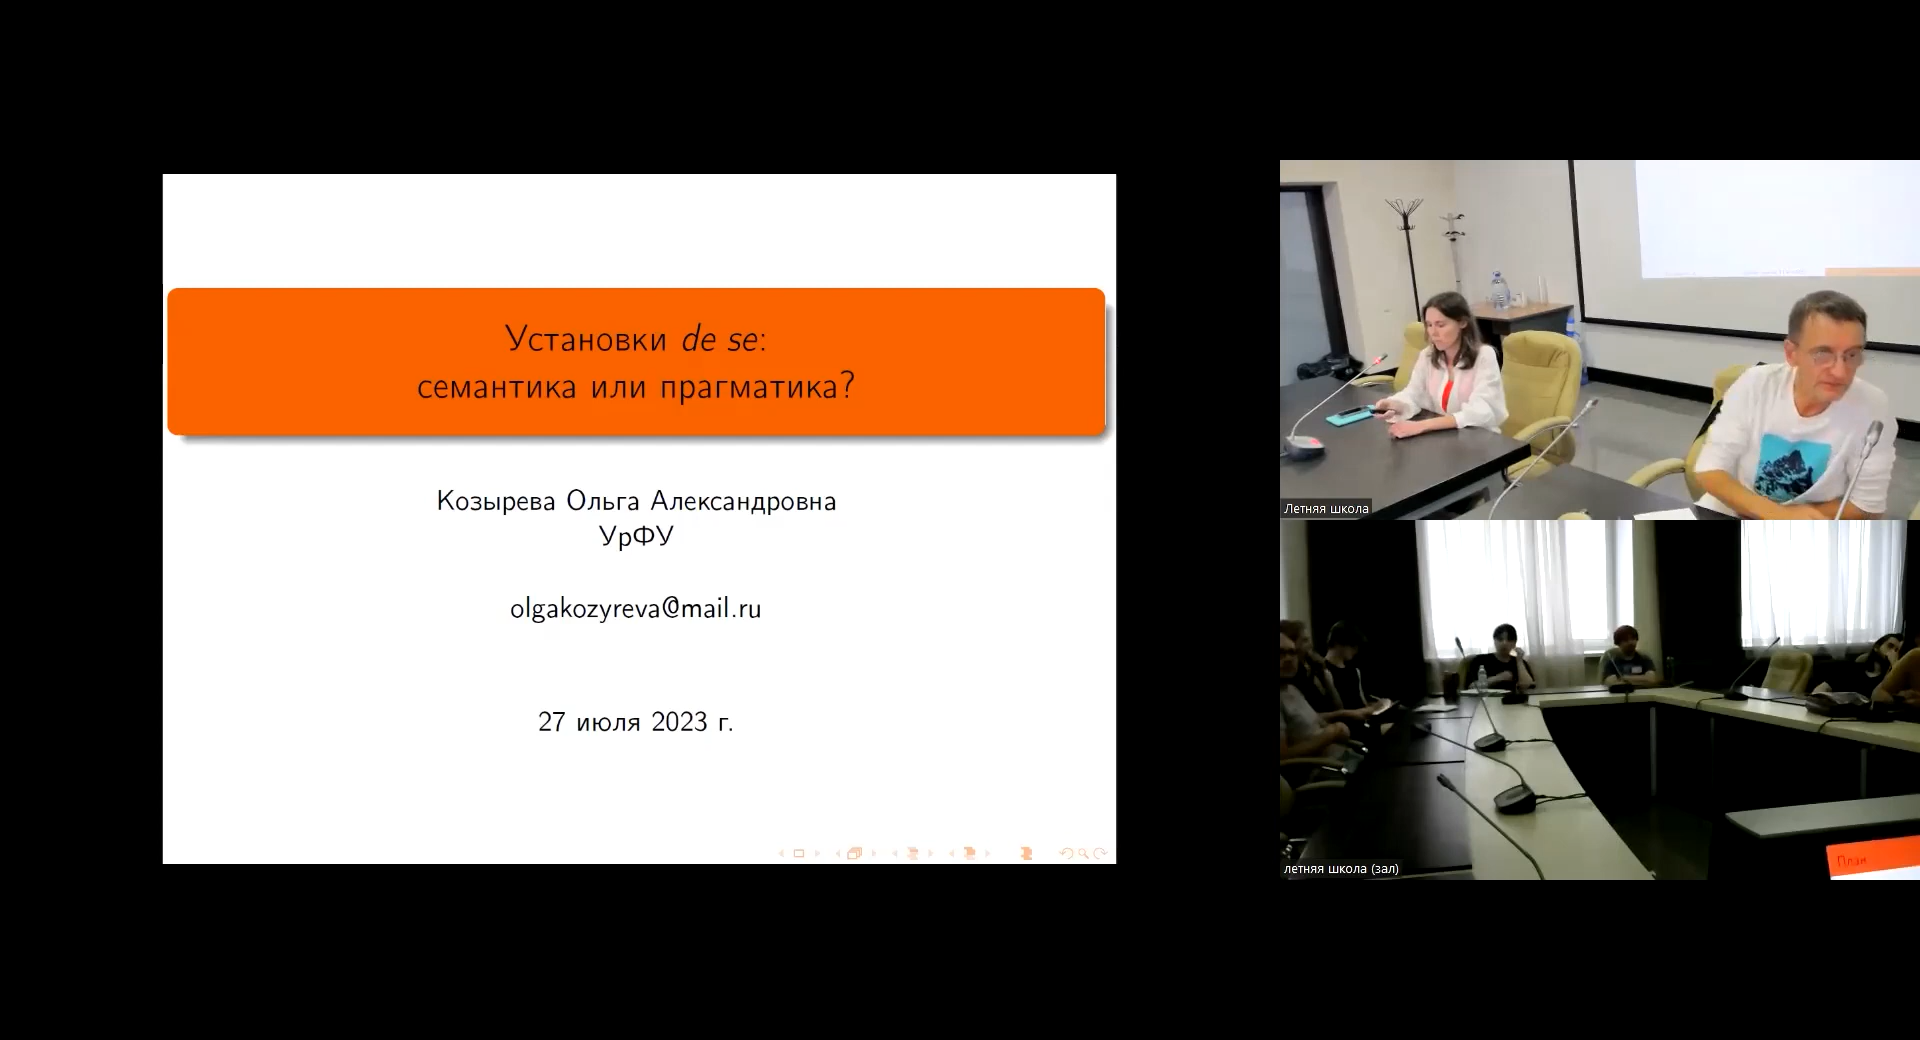 Установки de se:
семантика или прагматика?
Козырева Ольга Александровна
УрФУ
olgakozyreva@mail.ru
27 июля 2023 г.
Летняя школа
летняя школа (зал)
План